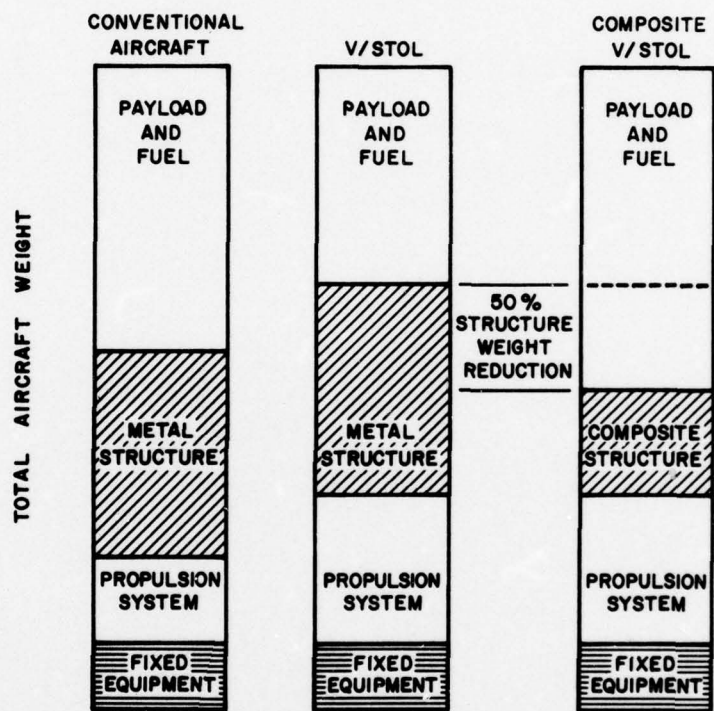 CONVENTIONAL
AIRCRAFT
V/STOL
COMPOSITE
V/STOL
TOTAL AIRCRAFT WEIGHT
PAYLOAD
AND
FUEL
METAL
STRUCTURE
PROPULSION
SYSTEM
FIXED
EQUIPMENT
PAYLOAD
AND
FUEL
METAL
STRUCTURE
PROPULSION
SYSTEM
FIXED
EQUIPMENT
50%
STRUCTURE
WEIGHT
REDUCTION
PAYLOAD
AND
FUEL
COMPOSITE
STRUCTURE
PROPULSION
SYSTEM
FIXED
EQUIPMENT